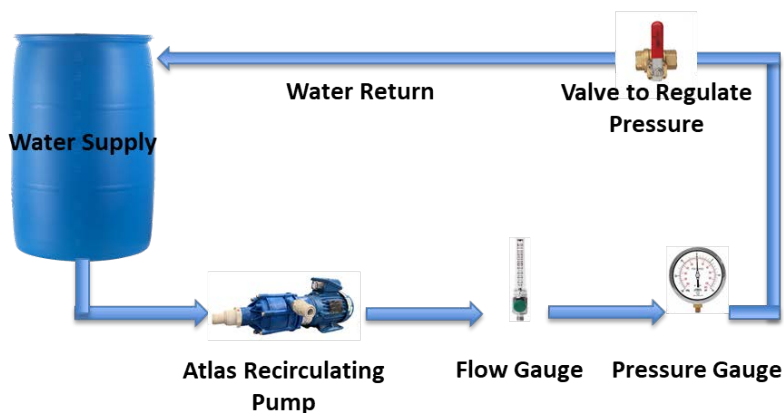 Water Supply
Water Return
Valve to Regulate
Pressure
Atlas Recirculating
Pump
Flow Gauge
Pressure Gauge